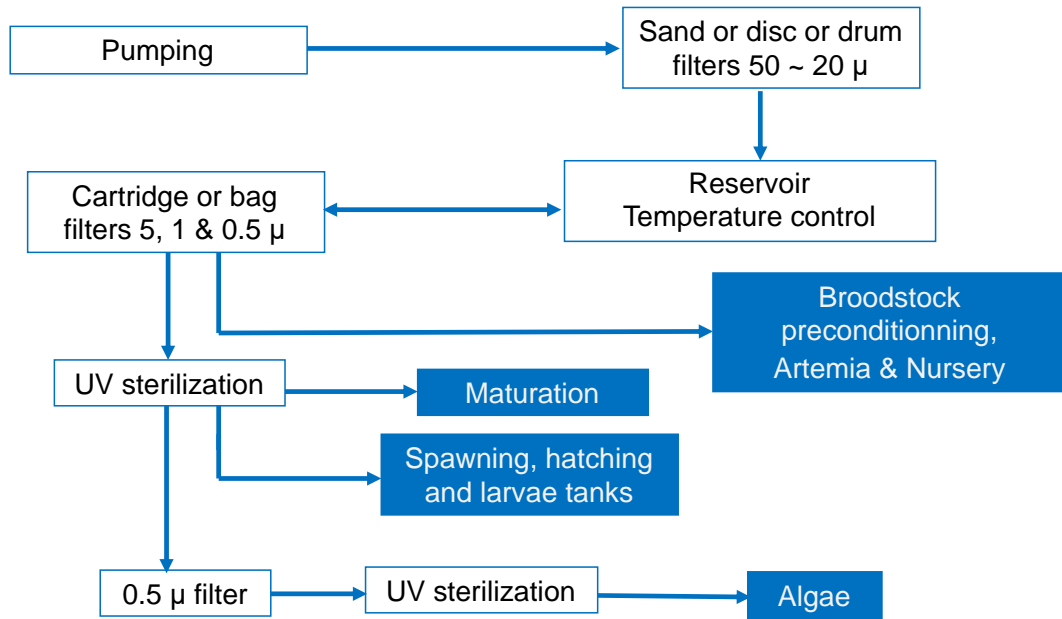 Pumping
Sand or disc or drum
filters 50 ~ 20 µ
Cartridge or bag
filters 5, 1 & 0.5 µ
Reservoir
Temperature control
Broodstock
preconditionning,
Artemia & Nursery
UV sterilization
Maturation
Spawning, hatching
and larvae tanks
0.5 µ filter
UV sterilization
Algae